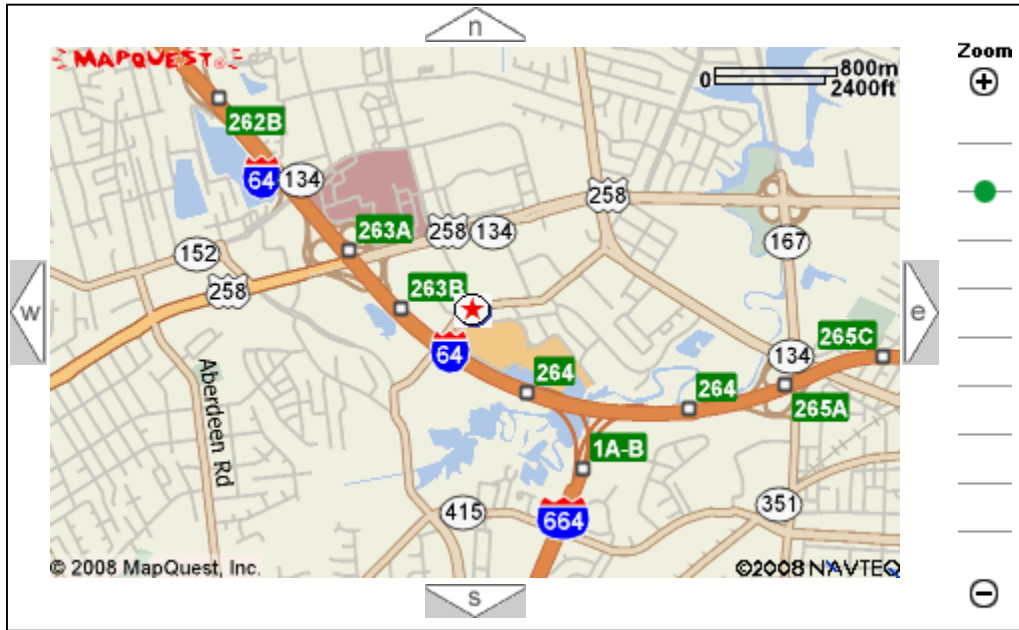 n
Zoom
MAPQUEST®
0
800m
2400ft
262B
64
134
258
263A
258
134
167
152
258
263B
w
e
64
265C
134
264
264
265A
Aberdeen Rd
1A-B
415
664
351
© 2008 MapQuest, Inc.
©2008 NAVTEQ
s